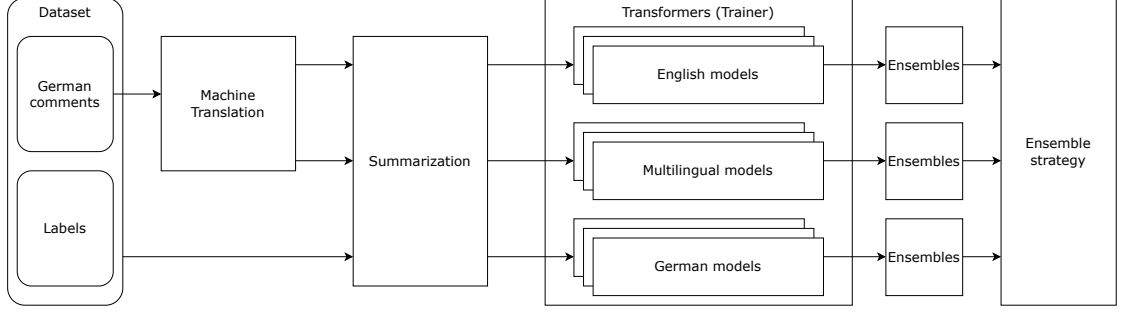 Dataset
German
comments
Labels
Machine
Translation
Summarization
Transformers (Trainer)
English models
Multilingual models
German models
Ensembles
Ensembles
Ensembles
Ensemble
strategy